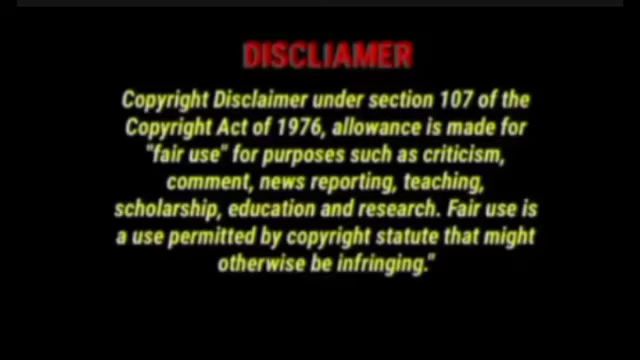 DISCLIAMER
Copyright Disclaimer under section 107 of the
Copyright Act of 1976, allowance is made for
"fair use" for purposes such as criticism,
comment, news reporting, teaching,
scholarship, education and research. Fair use is
a use permitted by copyright statute that might
otherwise be infringing."